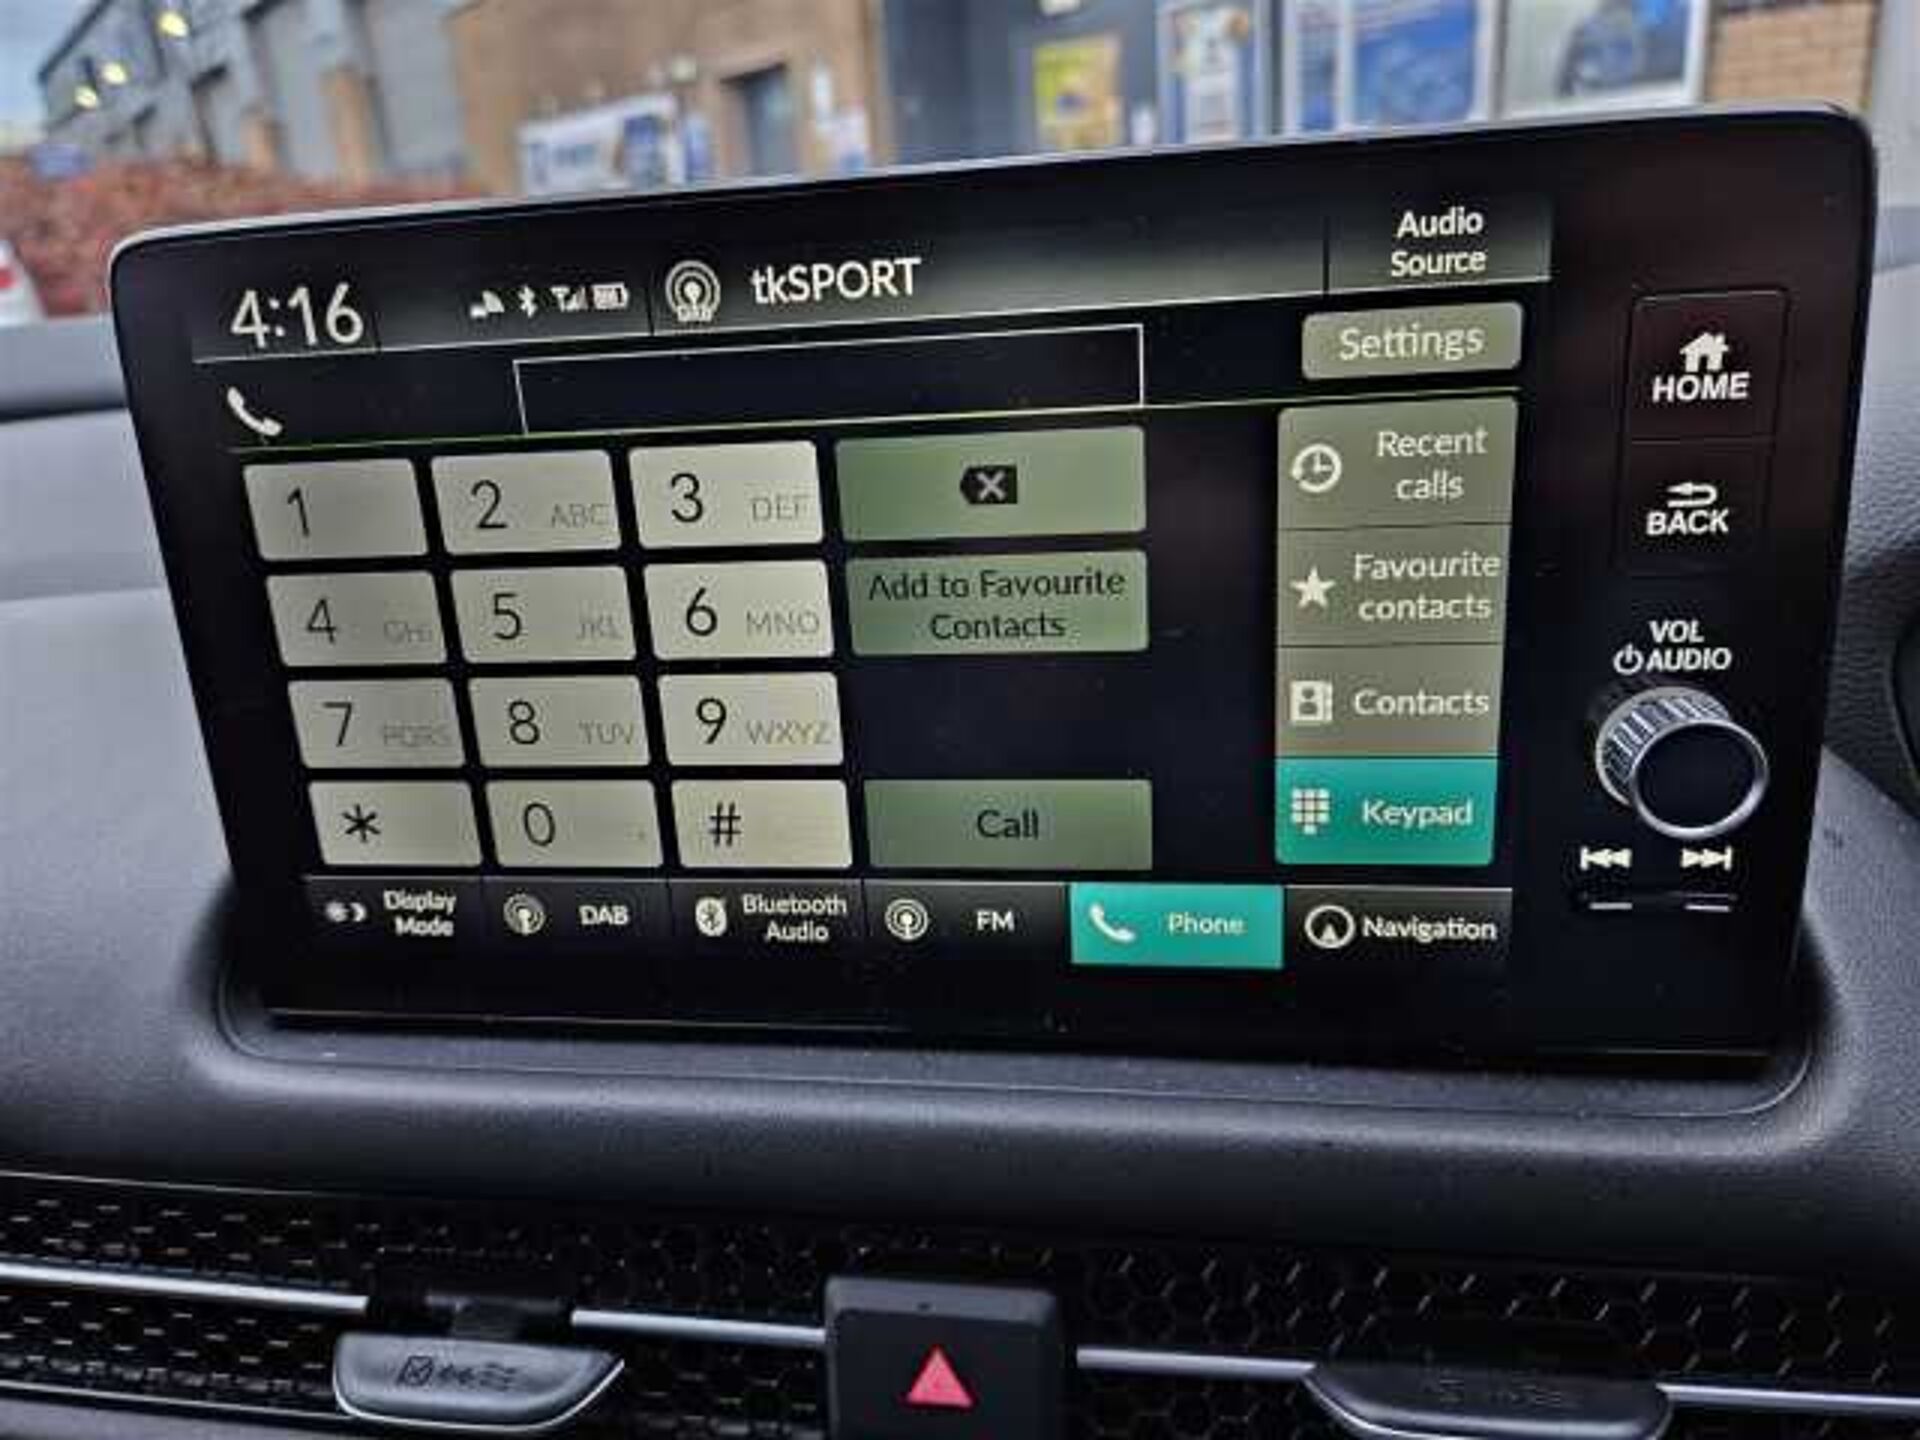 4:16
tkSPORT
Audio
Source
Settings
HOME
BACK
VOL
AUDIO
1
2 ABC
3 DEF
4 GHI
5 JKL
6 MNO
7 PQRS
8 TUV
9 WXYZ
*
0
#
Add to Favourite
Contacts
Call
Recent
calls
Favourite
contacts
Contacts
Keypad
Display
Mode
DAB
Bluetooth
Audio
FM
Phone
Navigation